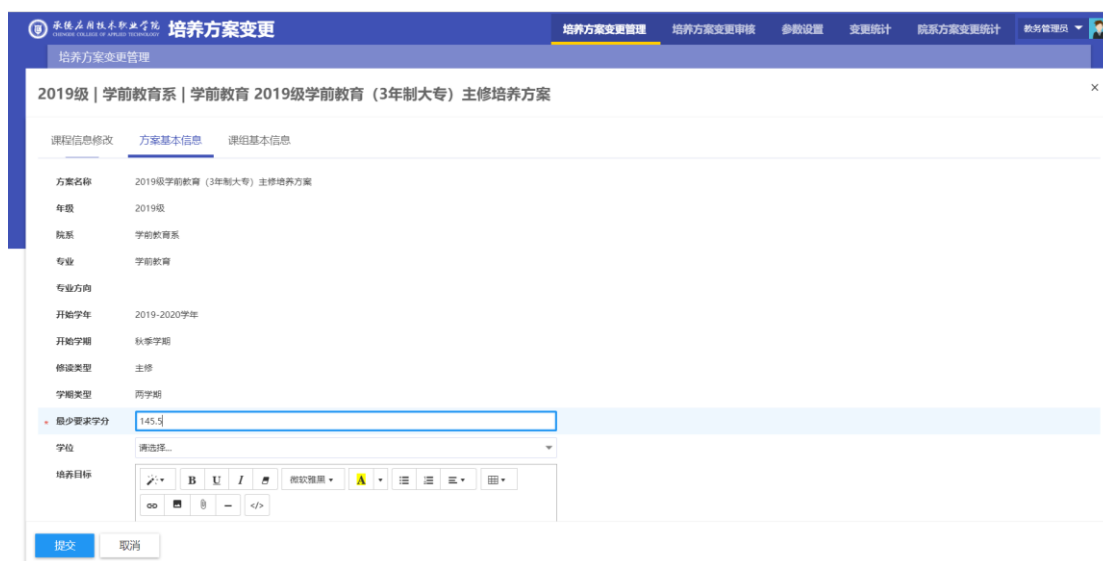 承德应用技术职业学院 培养方案变更 培养方案变更管理 培养方案变更审核 参数设置 变更统计 院系方案变更统计 教务管理员
CHENGDE COLLEGE OF APPLIED TECHNOLOGY
培养方案变更管理
2019级 | 学前教育系 | 学前教育 2019级学前教育（3年制大专）主修培养方案 ×
课程信息修改 方案基本信息 课组基本信息
方案名称 2019级学前教育（3年制大专）主修培养方案
年级 2019级
院系 学前教育系
专业 学前教育
专业方向
开始学年 2019-2020学年
开始学期 秋季学期
修读类型 主修
学期类型 两学期
* 最少要求学分 145.5
学位 请选择...
培养目标 B U I 微软雅黑 A
</>
提交 取消